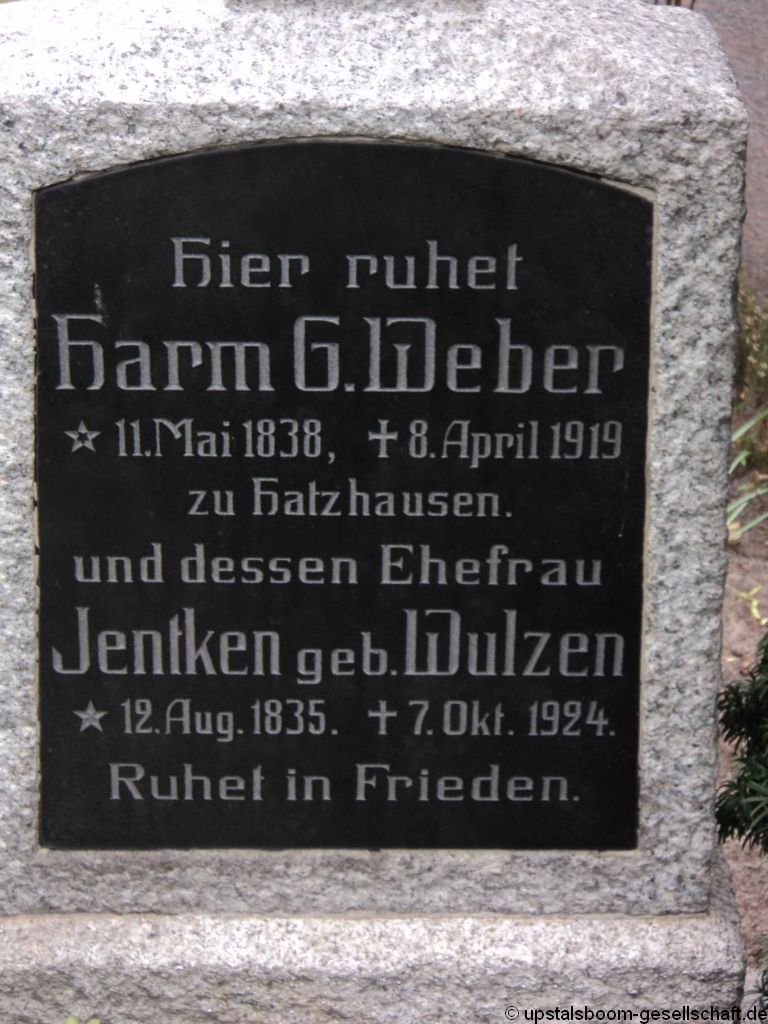 Hier ruhet
Harm G. Weber
☆ 11. Mai 1838, ✝ 8. April 1919
zu Hatzhausen.
und dessen Ehefrau
Jentken geb. Wulzen
★ 12. Aug. 1835. ✝ 7. Okt. 1924.
Ruhet in Frieden.
© upstalsboom-gesellschaft.de